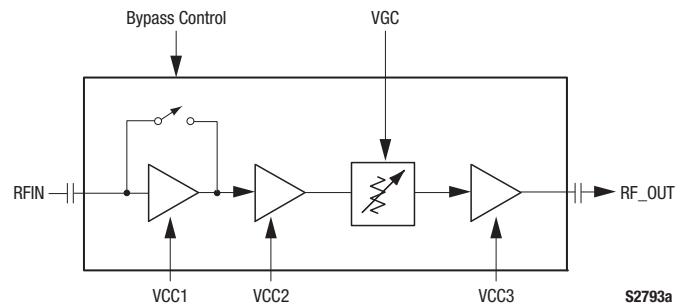 Bypass Control
VGC
RFIN
RF_OUT
VCC1
VCC2
VCC3
S2793a